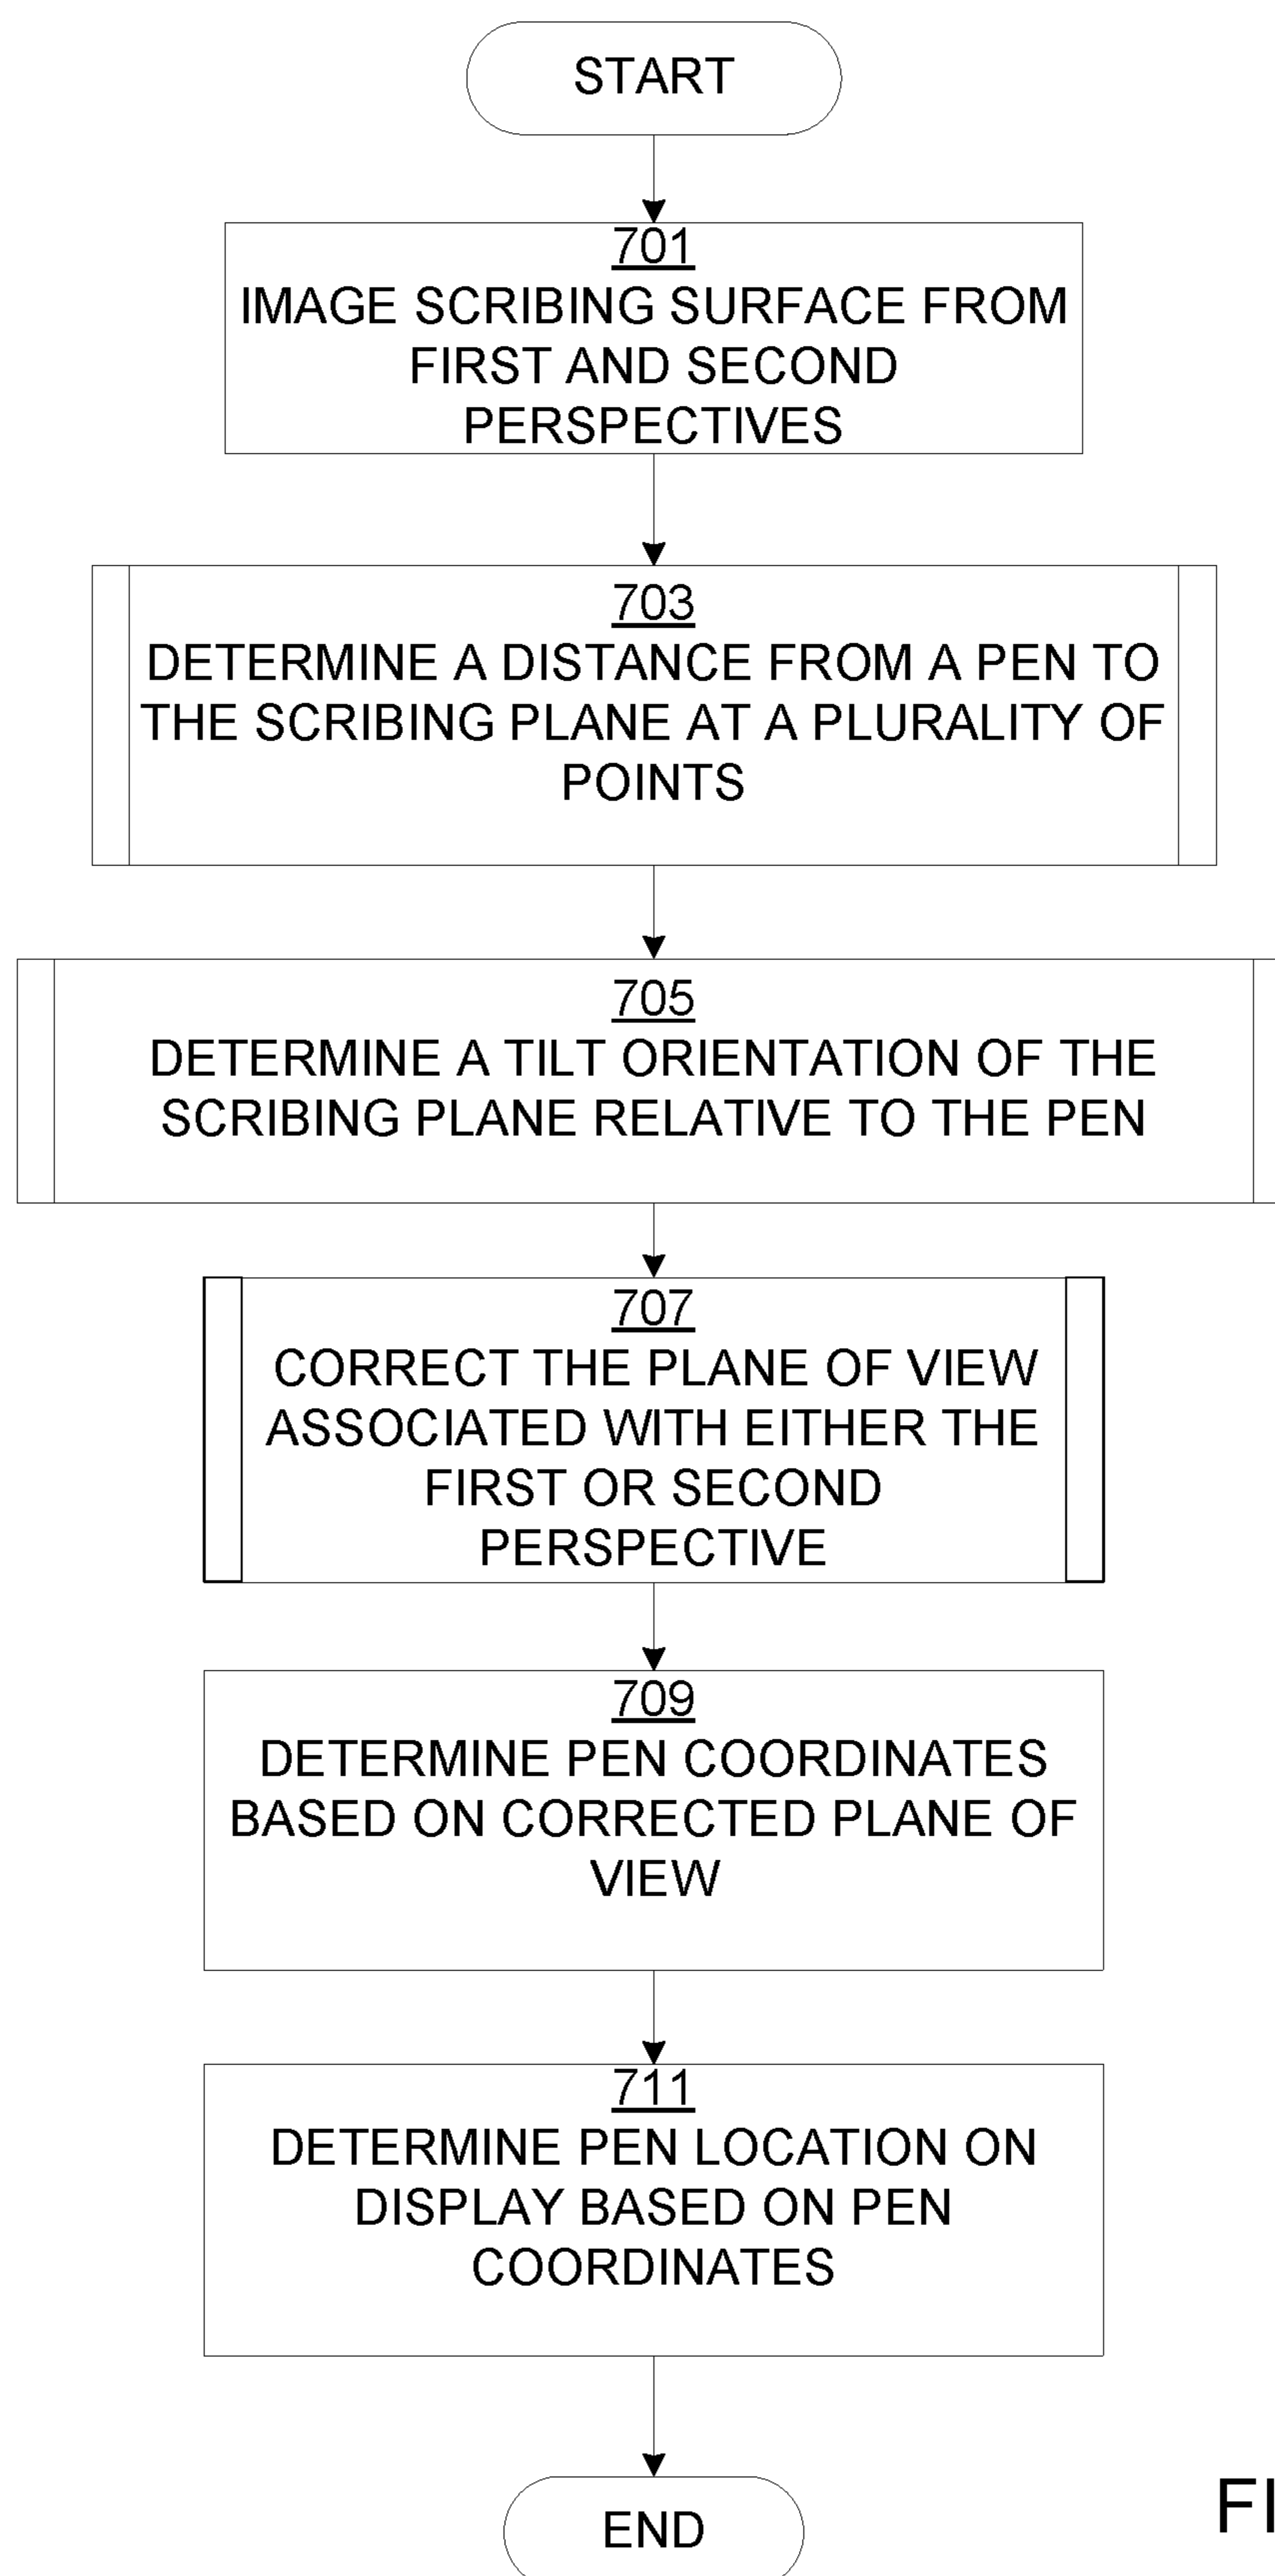 START
701
IMAGE SCRIBING SURFACE FROM
FIRST AND SECOND
PERSPECTIVES
703
DETERMINE A DISTANCE FROM A PEN TO
THE SCRIBING PLANE AT A PLURALITY OF
POINTS
705
DETERMINE A TILT ORIENTATION OF THE
SCRIBING PLANE RELATIVE TO THE PEN
707
CORRECT THE PLANE OF VIEW
ASSOCIATED WITH EITHER THE
FIRST OR SECOND
PERSPECTIVE
709
DETERMINE PEN COORDINATES
BASED ON CORRECTED PLANE OF
VIEW
711
DETERMINE PEN LOCATION ON
DISPLAY BASED ON PEN
COORDINATES
END
FI